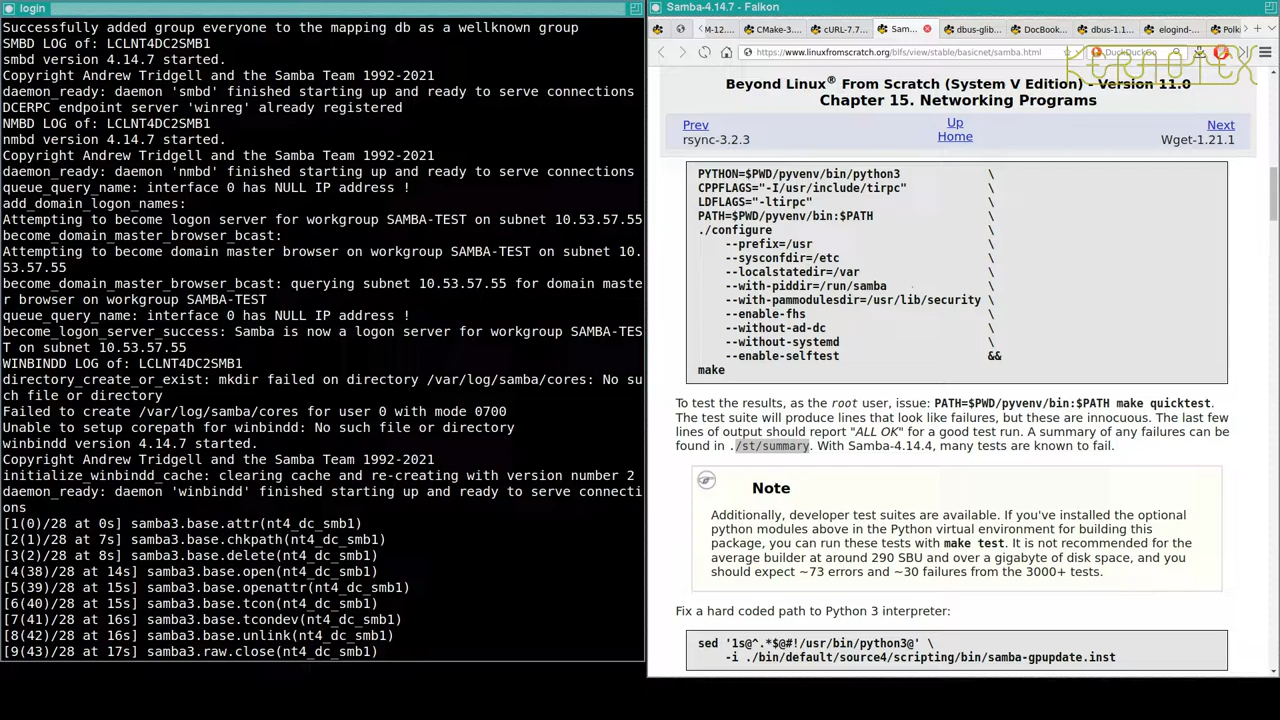 login
Successfully added group everyone to the mapping db as a wellknown group
SMBD LOG of: LCLNT4DC2SMB1
smbd version 4.14.7 started.
Copyright Andrew Tridgell and the Samba Team 1992-2021
daemon_ready: daemon 'smbd' finished starting up and ready to serve connections
DCERPC endpoint server 'winreg' already registered
NMBD LOG of: LCLNT4DC2SMB1
nmbd version 4.14.7 started.
Copyright Andrew Tridgell and the Samba Team 1992-2021
daemon_ready: daemon 'nmbd' finished starting up and ready to serve connections
queue_query_name: interface 0 has NULL IP address !
add_domain_logon_names:
Attempting to become logon server for workgroup SAMBA-TEST on subnet 10.53.57.55
become_domain_master_browser_bcast:
Attempting to become domain master browser on workgroup SAMBA-TEST on subnet 10.
53.57.55
become_domain_master_browser_bcast: querying subnet 10.53.57.55 for domain maste
r browser on workgroup SAMBA-TEST
queue_query_name: interface 0 has NULL IP address !
become_logon_server_success: Samba is now a logon server for workgroup SAMBA-TES
T on subnet 10.53.57.55
WINBINDD LOG of: LCLNT4DC2SMB1
directory_create_or_exist: mkdir failed on directory /var/log/samba/cores: No su
ch file or directory
Failed to create /var/log/samba/cores for user 0 with mode 0700
Unable to setup corepath for winbindd: No such file or directory
winbindd version 4.14.7 started.
Copyright Andrew Tridgell and the Samba Team 1992-2021
initialize_winbindd_cache: clearing cache and re-creating with version number 2
daemon_ready: daemon 'winbindd' finished starting up and ready to serve connecti
ons
[1(0)/28 at 0s] samba3.base.attr(nt4_dc_smb1)
[2(1)/28 at 7s] samba3.base.chkpath(nt4_dc_smb1)
[3(2)/28 at 8s] samba3.base.delete(nt4_dc_smb1)
[4(38)/28 at 14s] samba3.base.open(nt4_dc_smb1)
[5(39)/28 at 15s] samba3.base.openattr(nt4_dc_smb1)
[6(40)/28 at 15s] samba3.base.tcon(nt4_dc_smb1)
[7(41)/28 at 16s] samba3.base.tcondev(nt4_dc_smb1)
[8(42)/28 at 16s] samba3.base.unlink(nt4_dc_smb1)
[9(43)/28 at 17s] samba3.raw.close(nt4_dc_smb1)
Samba-4.14.7 - Falkon
M-12. CMake-3. cURL-7.7 Sam dbus-glib DocBook dbus-1.1 elogind- Polk
https://www.linuxfromscratch.org/blfs/view/stable/basicnet/samba.html DuckDuckGo
KERNOTEX
Beyond Linux® From Scratch (System V Edition) - Version 11.0
Chapter 15. Networking Programs
Prev Up Next
rsync-3.2.3 Home Wget-1.21.1
PYTHON=$PWD/pyvenv/bin/python3 \
CPPFLAGS="-I/usr/include/tirpc" \
LDFLAGS="-ltirpc" \
PATH=$PWD/pyvenv/bin:$PATH \
./configure \
--prefix=/usr \
--sysconfdir=/etc \
--localstatedir=/var \
--with-piddir=/run/samba \
--with-pammodulesdir=/usr/lib/security \
--enable-fhs \
--without-ad-dc \
--without-systemd \
--enable-selftest &&
make
To test the results, as the root user, issue: PATH=$PWD/pyvenv/bin:$PATH make quicktest.
The test suite will produce lines that look like failures, but these are innocuous. The last few
lines of output should report "ALL OK" for a good test run. A summary of any failures can be
found in ./st/summary. With Samba-4.14.4, many tests are known to fail.
Note
Additionally, developer test suites are available. If you've installed the optional
python modules above in the Python virtual environment for building this
package, you can run these tests with make test. It is not recommended for the
average builder at around 290 SBU and over a gigabyte of disk space, and you
should expect ~73 errors and ~30 failures from the 3000+ tests.
Fix a hard coded path to Python 3 interpreter:
sed '1s@^.*$@#!/usr/bin/python3@' \
-i ./bin/default/source4/scripting/bin/samba-gpupdate.inst